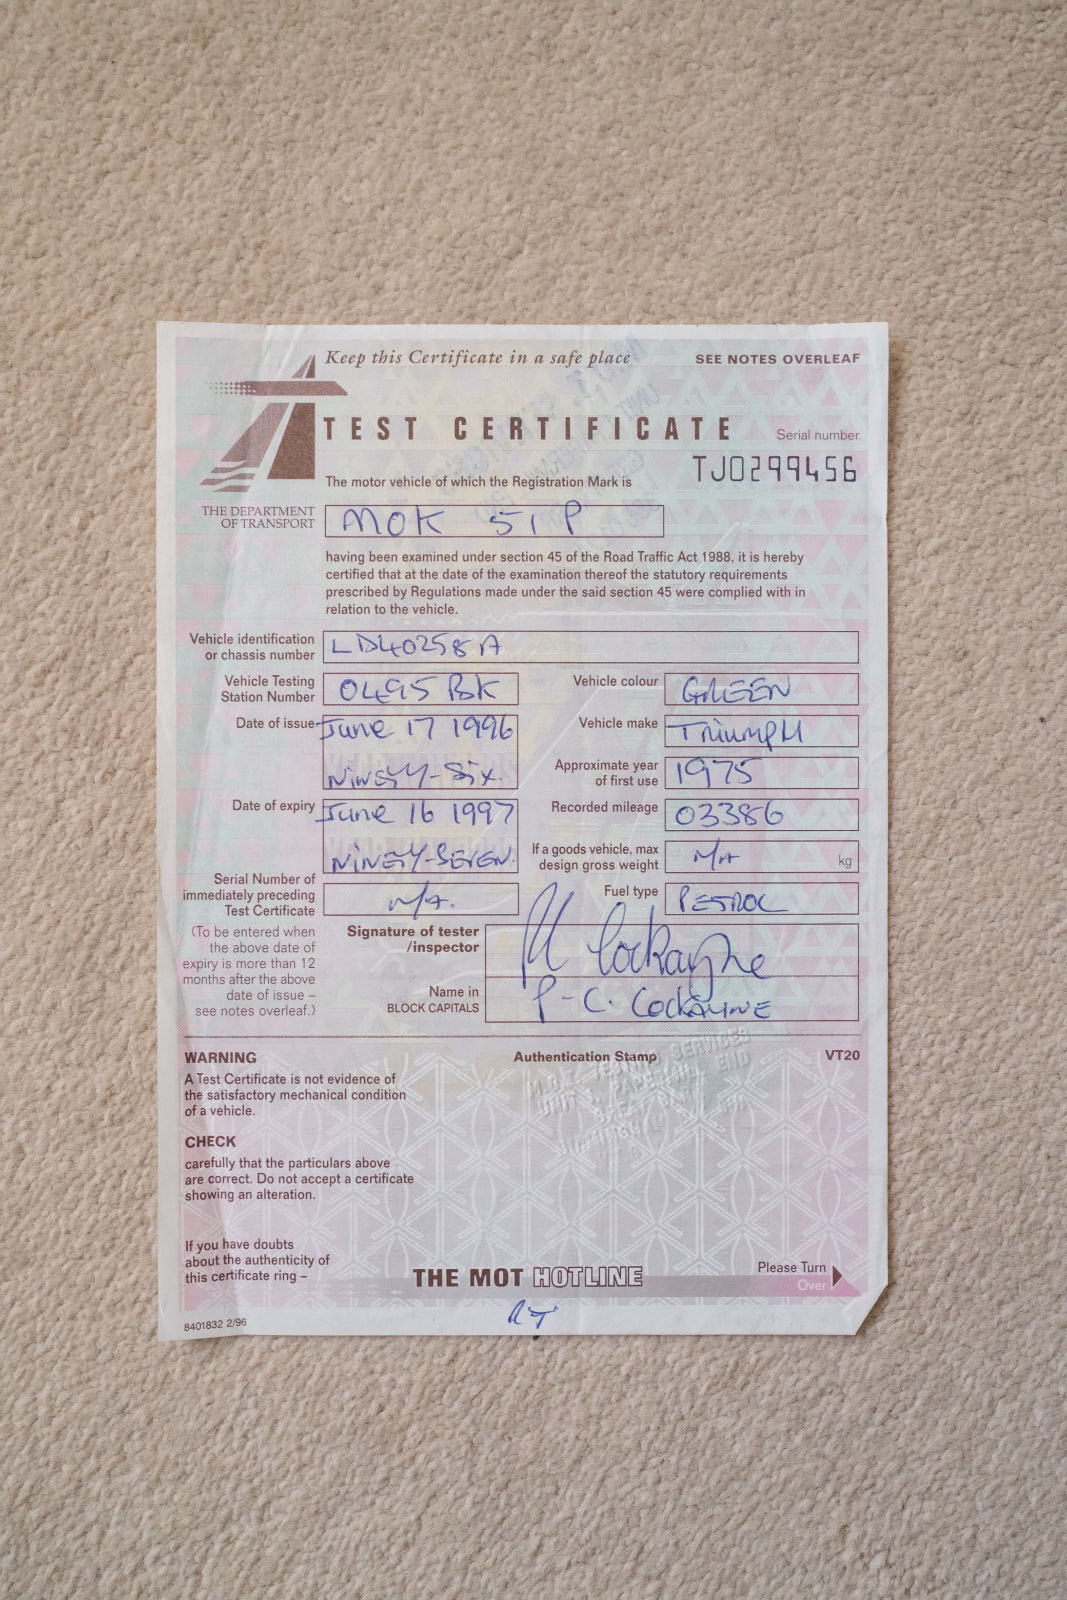 Keep this Certificate in a safe place
SEE NOTES OVERLEAF
TEST CERTIFICATE
Serial number
TJ0299456
The motor vehicle of which the Registration Mark is
THE DEPARTMENT
OF TRANSPORT
MOK 51P
having been examined under section 45 of the Road Traffic Act 1988, it is hereby
certified that at the date of the examination thereof the statutory requirements
prescribed by Regulations made under the said section 45 were complied with in
relation to the vehicle.
Vehicle identification
or chassis number
LD40258A
Vehicle Testing
Station Number
0495 BK
Vehicle colour
GREEN
Date of issue
June 17 1996
NINETY-SIX.
Vehicle make
TRIUMPH
Approximate year
of first use
1975
Date of expiry
June 16 1997
NINETY-SEVEN.
Recorded mileage
03386
If a goods vehicle, max
design gross weight
N/A
kg
Serial Number of
immediately preceding
Test Certificate
N/A.
Fuel type
PETROL
(To be entered when
the above date of
expiry is more than 12
months after the above
date of issue –
see notes overleaf.)
Signature of tester
/inspector
Cockayne
Name in
BLOCK CAPITALS
P-C. COCKAYNE
WARNING
A Test Certificate is not evidence of
the satisfactory mechanical condition
of a vehicle.
Authentication Stamp
VT20
M.O.T. TESTING SERVICES
CHECK
carefully that the particulars above
are correct. Do not accept a certificate
showing an alteration.
If you have doubts
about the authenticity of
this certificate ring –
THE MOT HOTLINE
Please Turn
Over
8401832 2/96